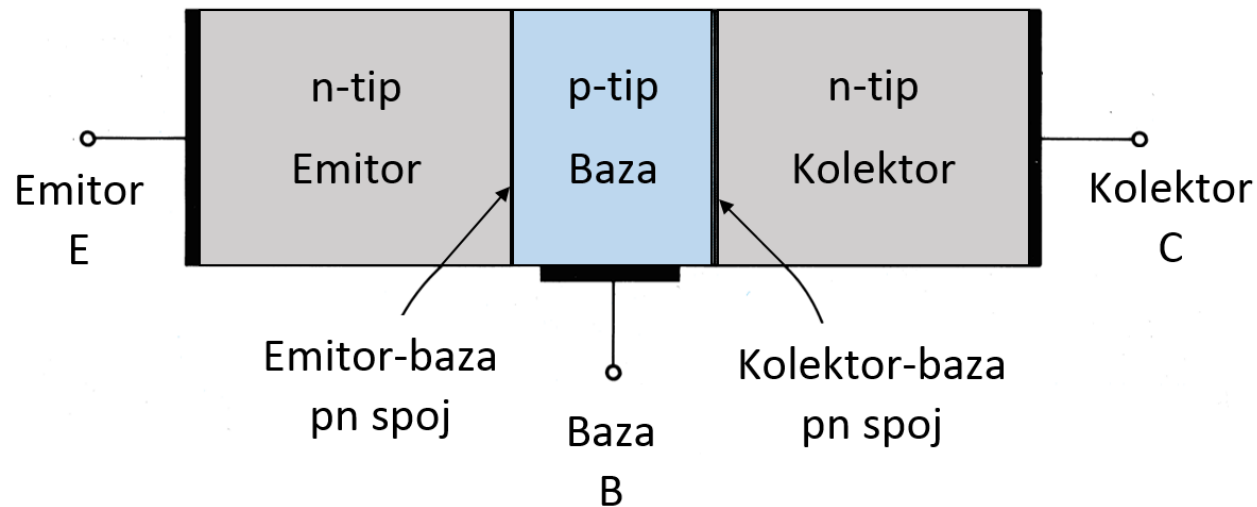 n-tip
Emitor
p-tip
Baza
n-tip
Kolektor
Emitor
E
Kolektor
C
Emitor-baza
pn spoj
Baza
B
Kolektor-baza
pn spoj